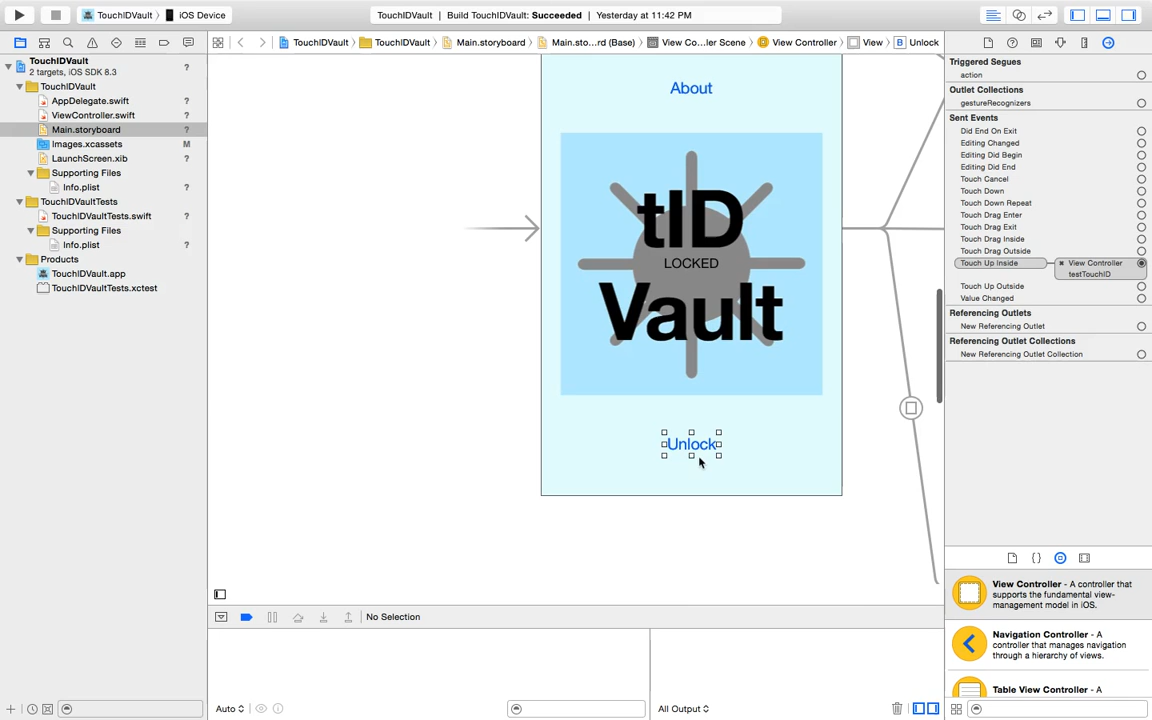 TouchIDVault
iOS Device
TouchIDVault | Build TouchIDVault: Succeeded | Yesterday at 11:42 PM
TouchIDVault
TouchIDVault
Main.storyboard
Main.sto...rd (Base)
View Co...ler Scene
View Controller
View
B Unlock
TouchIDVault
2 targets, iOS SDK 8.3
?
TouchIDVault
AppDelegate.swift ?
ViewController.swift ?
Main.storyboard ?
Images.xcassets M
LaunchScreen.xib ?
Supporting Files
Info.plist ?
TouchIDVaultTests
TouchIDVaultTests.swift ?
Supporting Files
Info.plist ?
Products
TouchIDVault.app
TouchIDVaultTests.xctest
About
tID
LOCKED
Vault
Unlock
No Selection
Auto
All Output
Triggered Segues
action
Outlet Collections
gestureRecognizers
Sent Events
Did End On Exit
Editing Changed
Editing Did Begin
Editing Did End
Touch Cancel
Touch Down
Touch Down Repeat
Touch Drag Enter
Touch Drag Exit
Touch Drag Inside
Touch Drag Outside
Touch Up Inside
View Controller
testTouchID
Touch Up Outside
Value Changed
Referencing Outlets
New Referencing Outlet
Referencing Outlet Collections
New Referencing Outlet Collection
View Controller - A controller that
supports the fundamental view-
management model in iOS.
Navigation Controller - A
controller that manages navigation
through a hierarchy of views.
Table View Controller - A